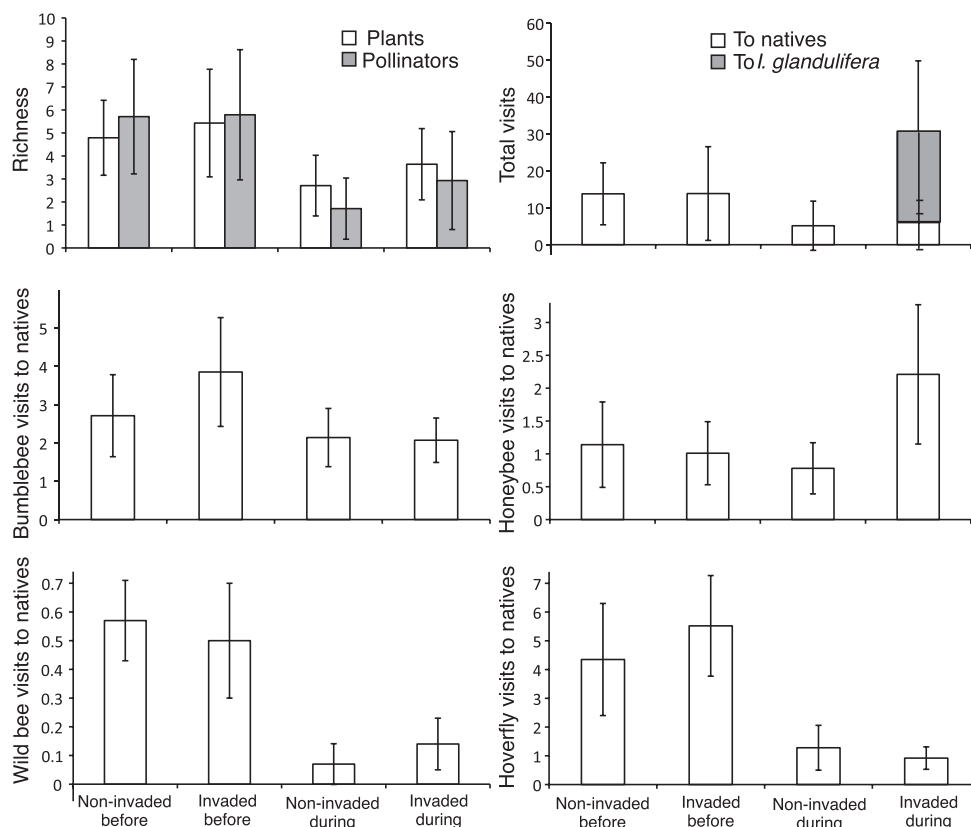 Plants
Pollinators
Richness
10
9
8
7
6
5
4
3
2
1
0
To natives
To I. glandulifera
Total visits
60
50
40
30
20
10
0
Bumblebee visits to natives
5
4
3
2
1
0
Honeybee visits to natives
3
2.5
2
1.5
1
0.5
0
Wild bee visits to natives
0.7
0.6
0.5
0.4
0.3
0.2
0.1
0
Non-invaded
before
Invaded
before
Non-invaded
during
Invaded
during
Hoverfly visits to natives
7
6
5
4
3
2
1
0
Non-invaded
before
Invaded
before
Non-invaded
during
Invaded
during